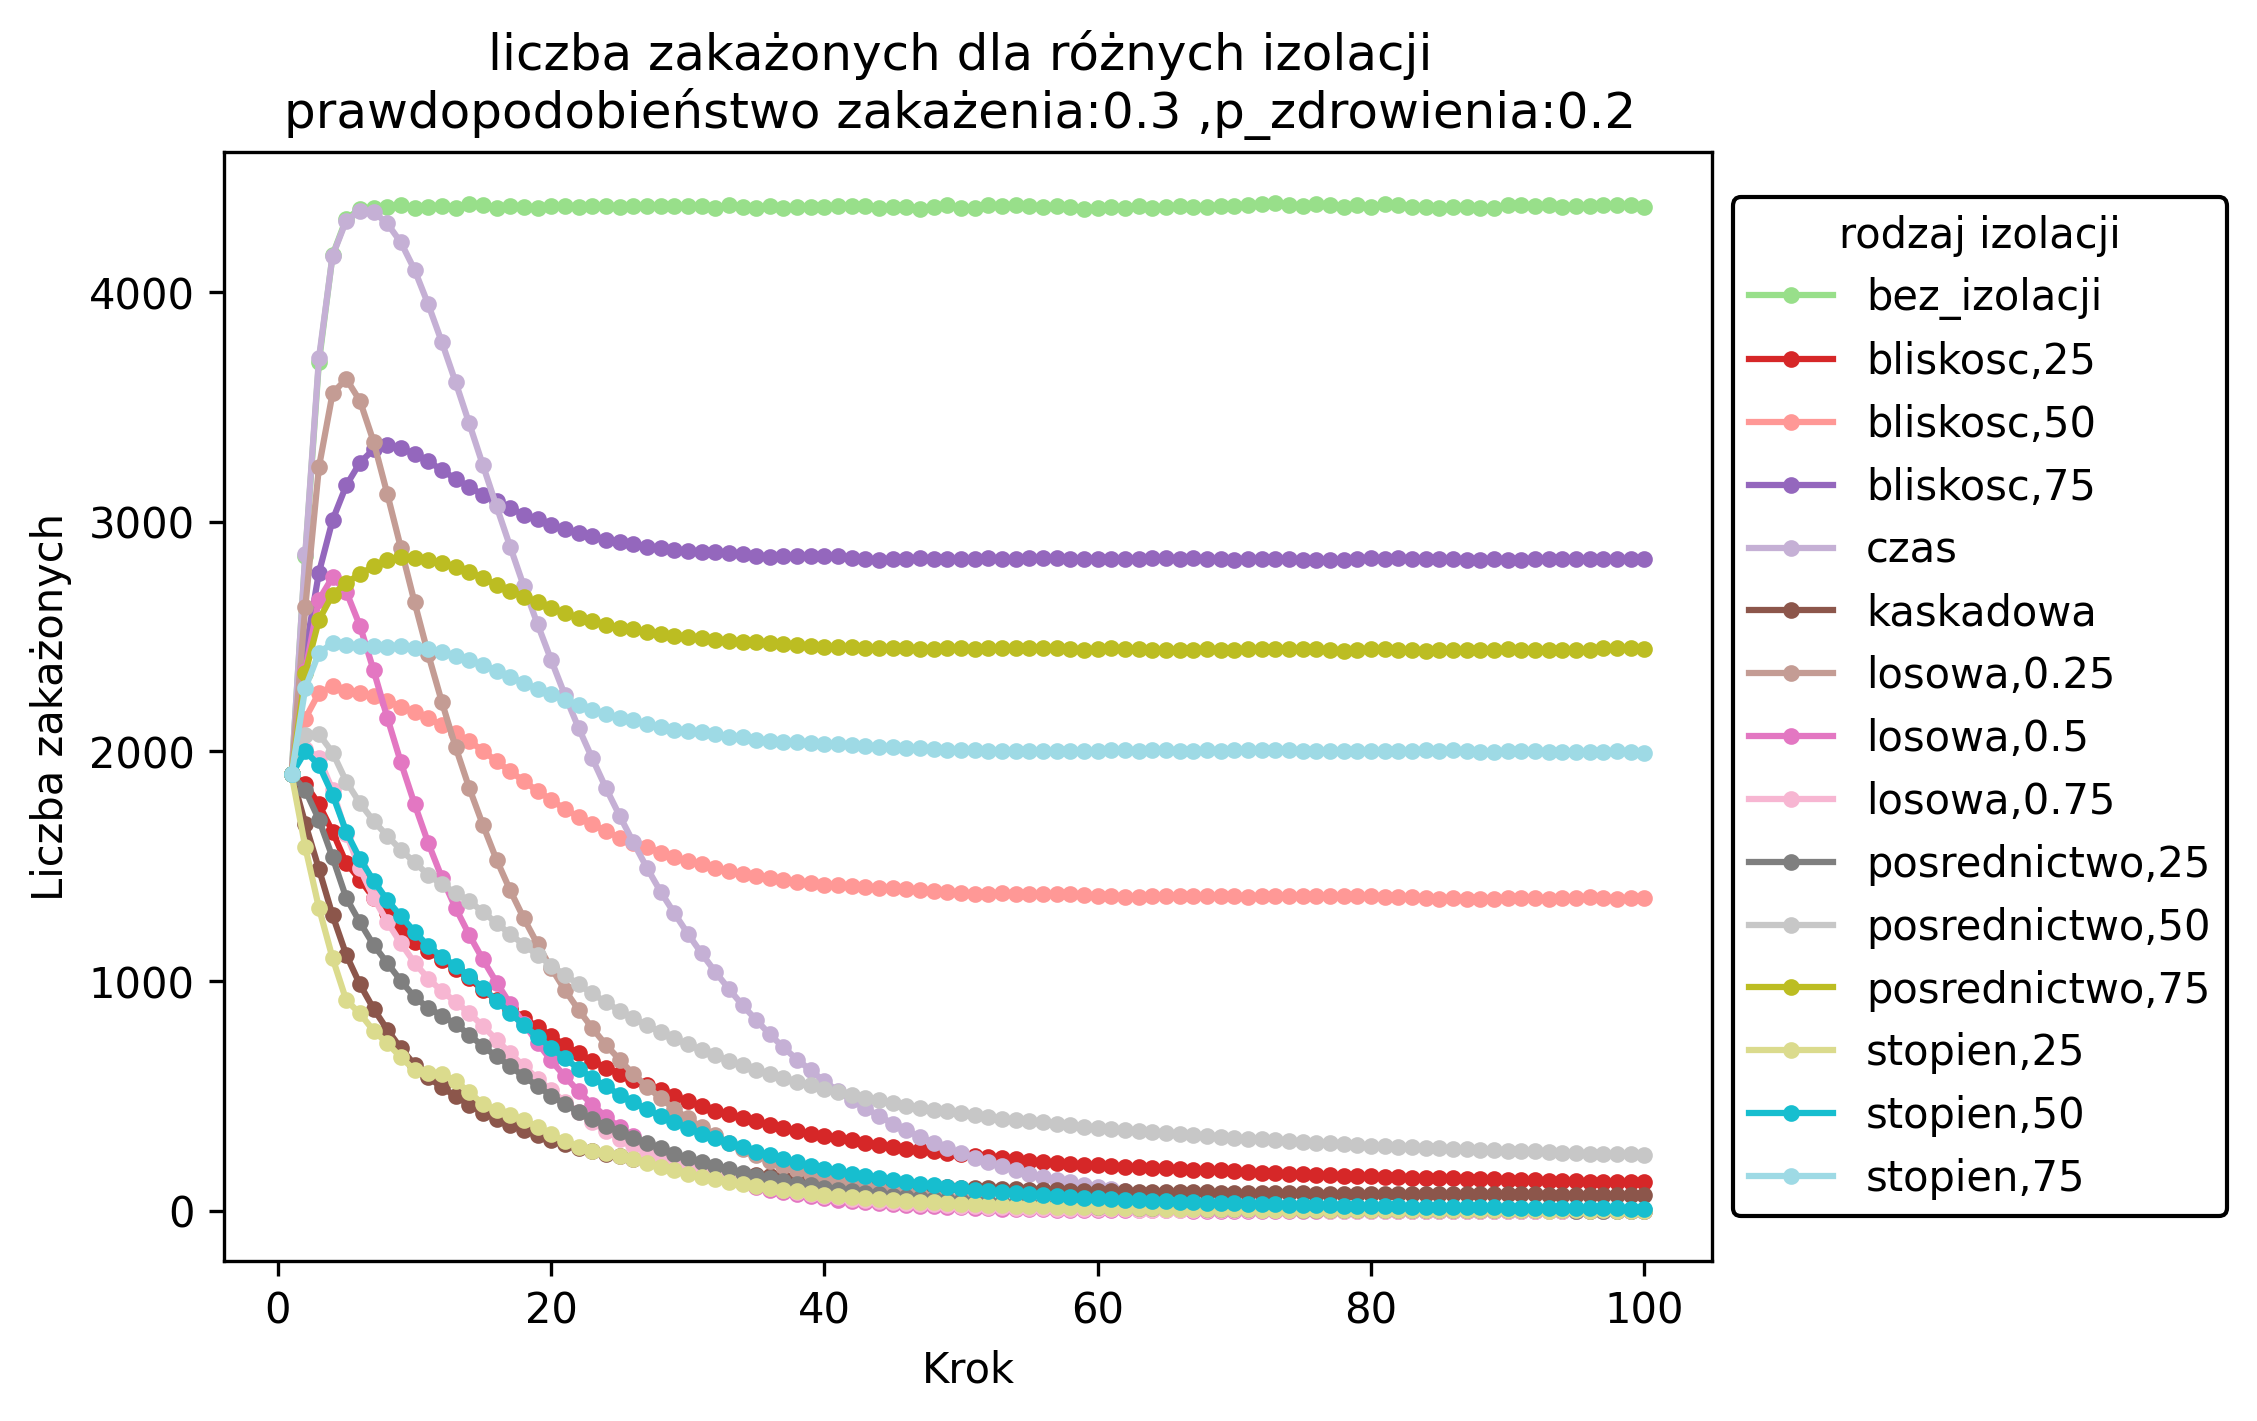 liczba zakażonych dla różnych izolacji
prawdopodobieństwo zakażenia:0.3 ,p_zdrowienia:0.2
Liczba zakażonych
4000
3000
2000
1000
0
0 20 40 60 80 100
Krok
rodzaj izolacji
bez_izolacji
bliskosc,25
bliskosc,50
bliskosc,75
czas
kaskadowa
losowa,0.25
losowa,0.5
losowa,0.75
posrednictwo,25
posrednictwo,50
posrednictwo,75
stopien,25
stopien,50
stopien,75